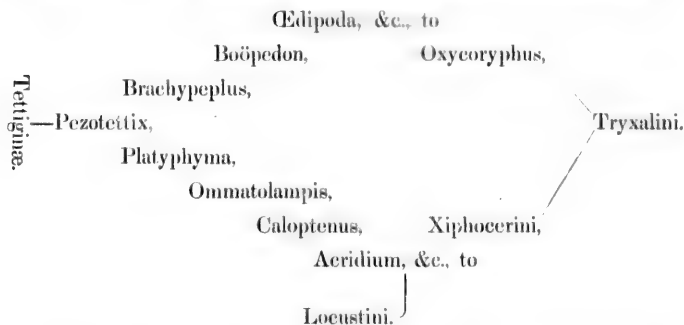 Œdipoda, &c., to
Boöpedon, Oxycoryphus,
Brachypeplus,
Tettiginæ.
Pezotettix, Tryxalini.
Platyphyma,
Ommatolampis,
Caloptenus, Xiphocerini,
Acridium, &c., to
Locustini.